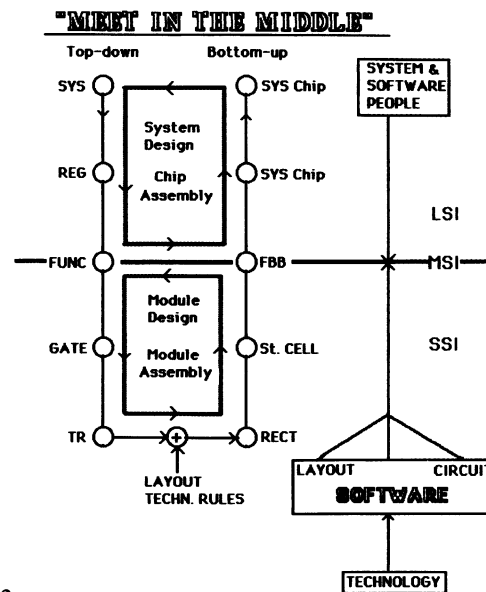 "MEET IN THE MIDDLE"
Top-down
Bottom-up
SYS
SYS Chip
SYSTEM &
SOFTWARE
PEOPLE
System
Design
Chip
Assembly
REG
SYS Chip
LSI
FUNC
FBB
MSI
Module
Design
Module
Assembly
GATE
St. CELL
SSI
TR
+
RECT
LAYOUT
TECHN. RULES
LAYOUT
CIRCUIT
SOFTWARE
TECHNOLOGY